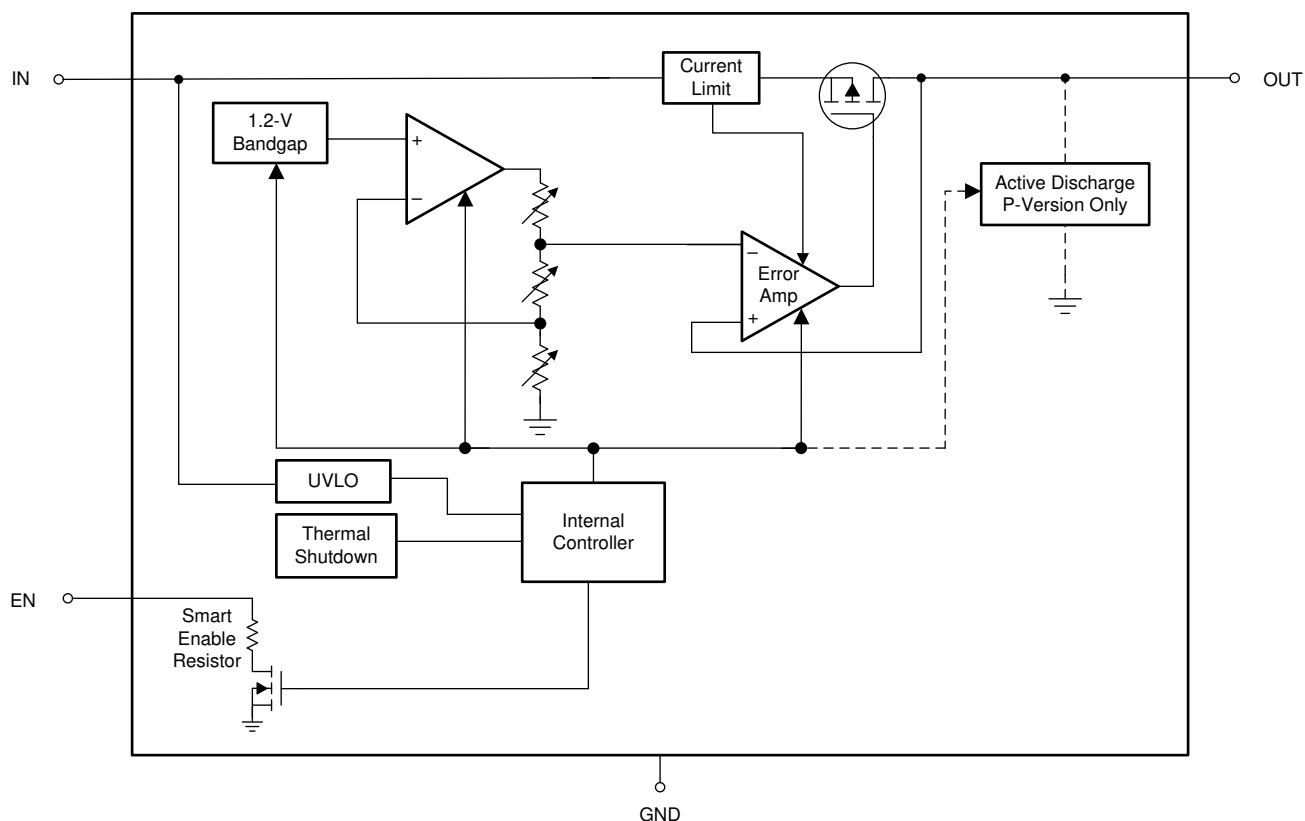 IN
Current
Limit
OUT
1.2-V
Bandgap
+
–
Active Discharge
P-Version Only
–
Error
Amp
+
UVLO
Thermal
Shutdown
Internal
Controller
EN
Smart
Enable
Resistor
GND